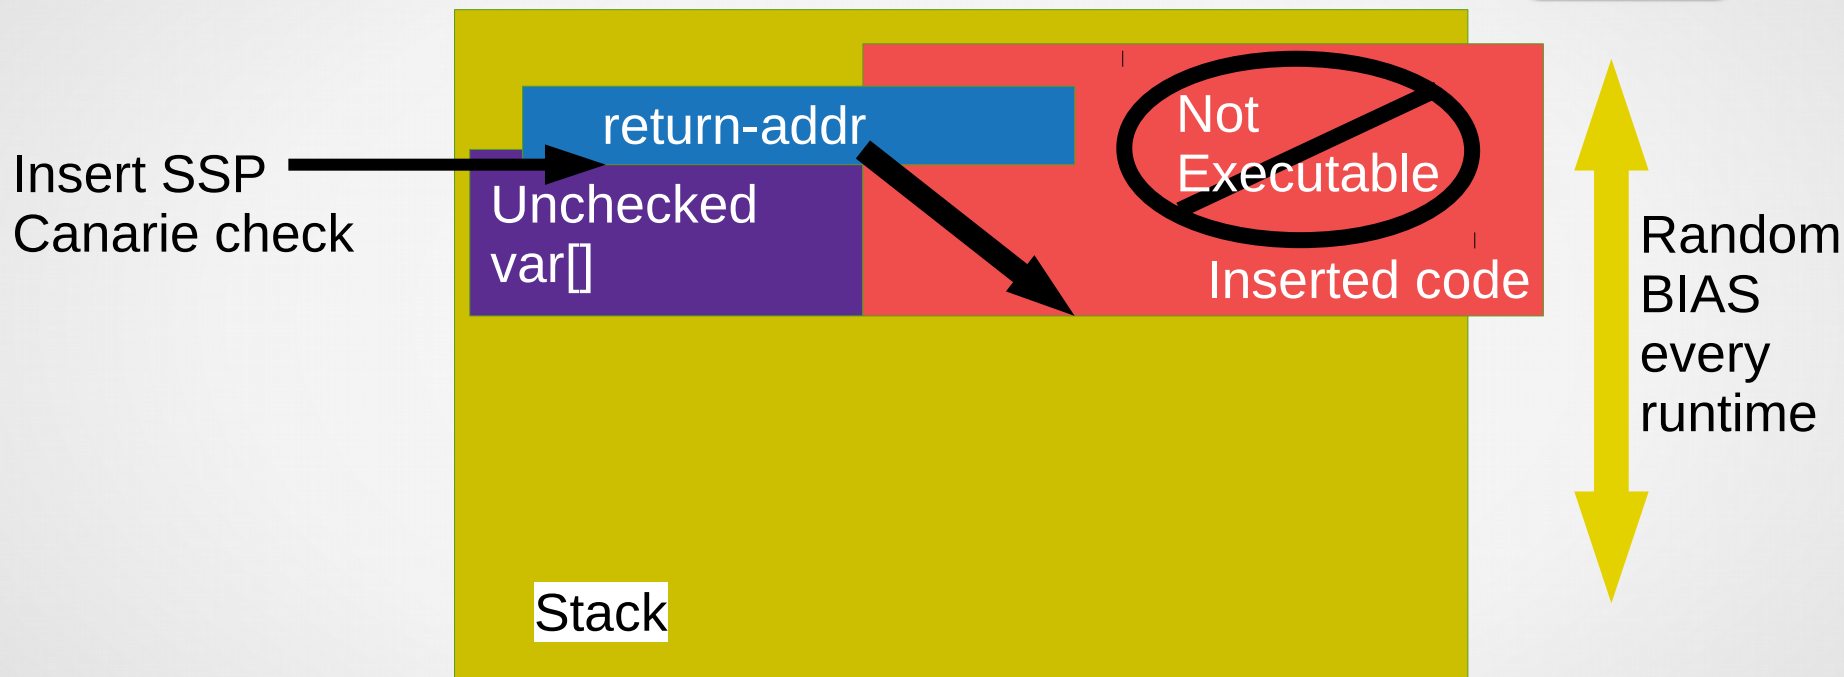 Insert SSP
Canarie check
return-addr
Unchecked
var[]
Not
Executable
Inserted code
Random
BIAS
every
runtime
Stack